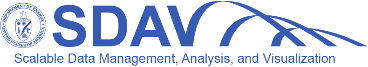 SDAV
Scalable Data Management, Analysis, and Visualization